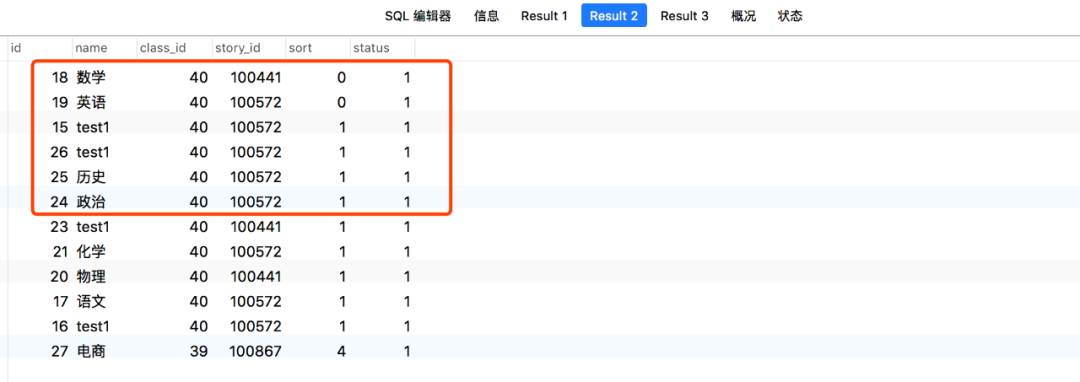 SQL 编辑器 信息 Result 1 Result 2 Result 3 概况 状态
id name class_id story_id sort status
18 数学 40 100441 0 1
19 英语 40 100572 0 1
15 test1 40 100572 1 1
26 test1 40 100572 1 1
25 历史 40 100572 1 1
24 政治 40 100572 1 1
23 test1 40 100441 1 1
21 化学 40 100572 1 1
20 物理 40 100441 1 1
17 语文 40 100572 1 1
16 test1 40 100572 1 1
27 电商 39 100867 4 1